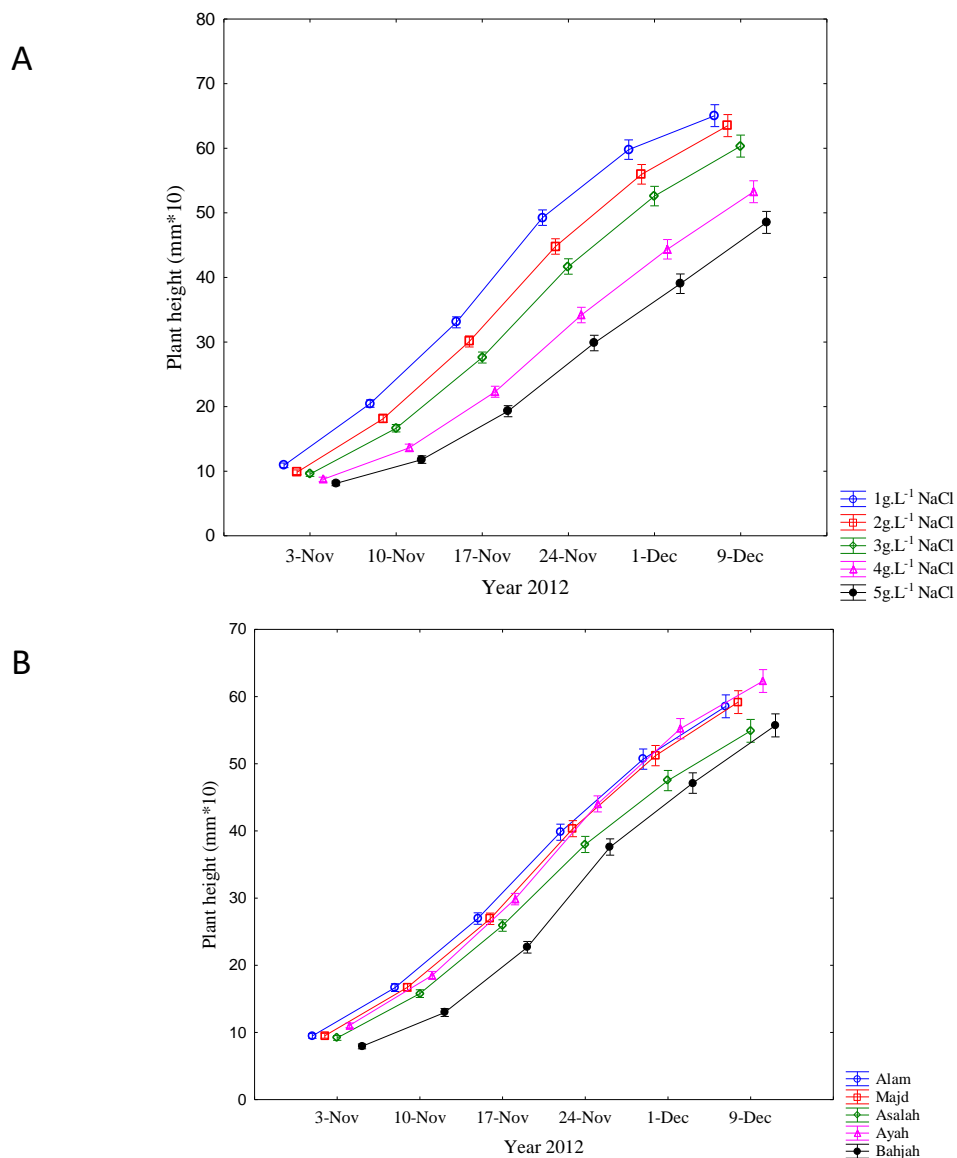 A
80
70
60
50
40
30
20
10
0
Plant height (mm*10)
3-Nov 10-Nov 17-Nov 24-Nov 1-Dec 9-Dec
Year 2012
1g.L⁻¹ NaCl
2g.L⁻¹ NaCl
3g.L⁻¹ NaCl
4g.L⁻¹ NaCl
5g.L⁻¹ NaCl
B
70
60
50
40
30
20
10
0
Plant height (mm*10)
3-Nov 10-Nov 17-Nov 24-Nov 1-Dec 9-Dec
Year 2012
Alam
Majd
Asalah
Ayah
Bahjah